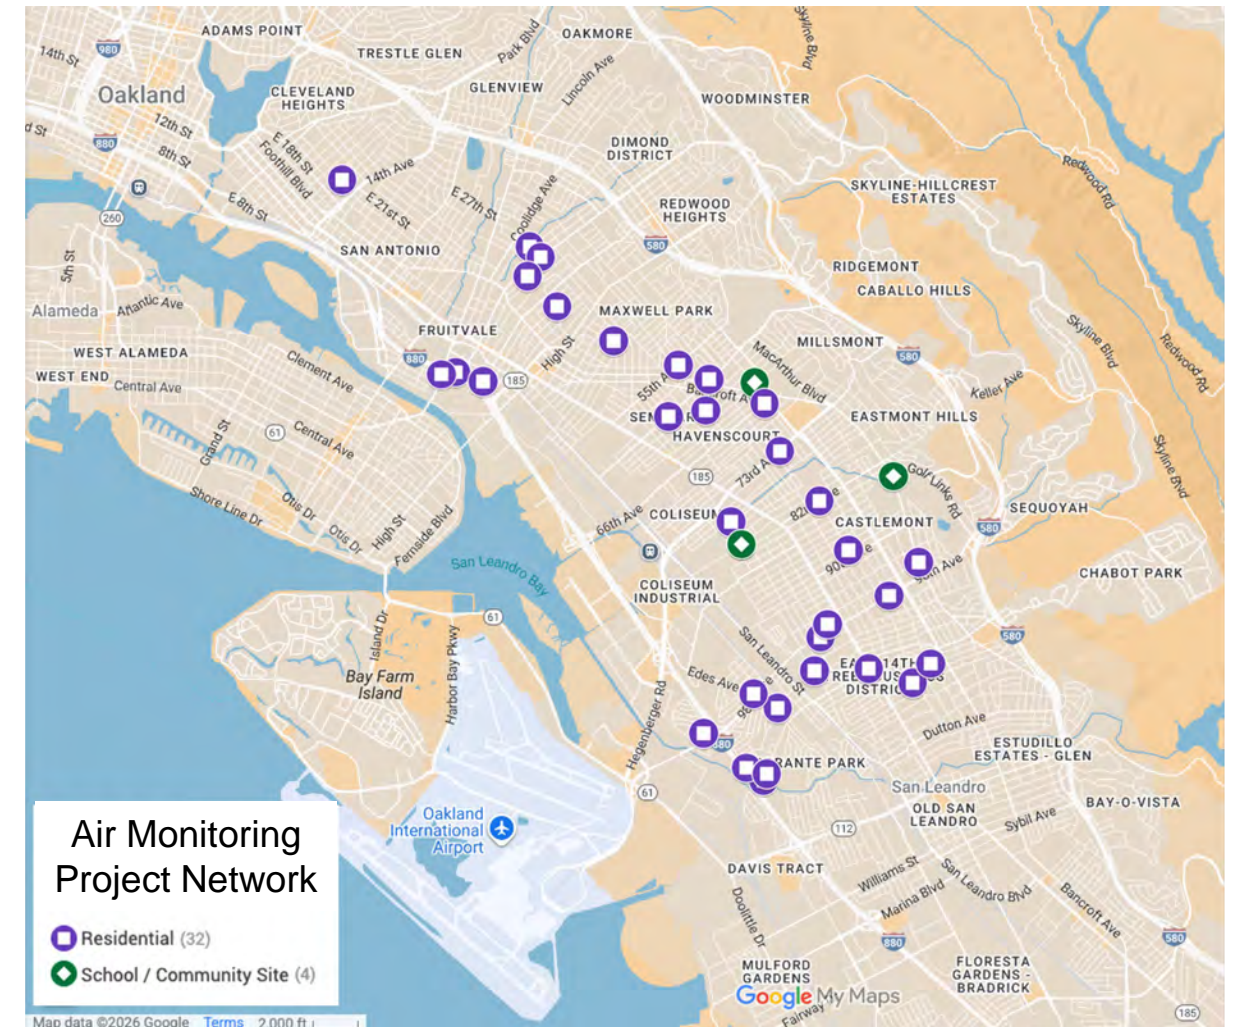 ADAMS POINT
OAKMORE
14th St
980
TRESTLE GLEN
Park Blvd
Skyline Blvd
Oakland
CLEVELAND
HEIGHTS
GLENVIEW
Lincoln Ave
WOODMINSTER
12th St
880
8th St
E 18th St
Foothill Blvd
14th Ave
DIMOND
DISTRICT
Redwood Rd
E 8th St
E 21st St
E 27th St
Coolidge Ave
SKYLINE-HILLCREST
ESTATES
REDWOOD
HEIGHTS
260
SAN ANTONIO
580
5th St
RIDGEMONT
CABALLO HILLS
Alameda
Atlantic Ave
MAXWELL PARK
FRUITVALE
Skyline Blvd
Redwood Rd
WEST ALAMEDA
880
High St
MILLSMONT
580
MacArthur Blvd
WEST END
Central Ave
Clement Ave
185
55th A
Keller Ave
61
Central Ave
Grand St
EASTMONT HILLS
HAVENSCOURT
Skyline Blvd
185
73rd A
Golf Links Rd
Shore Line Dr
Otis Dr
Otis Dr
High St
Fernside Blvd
66th Ave
COLISEUM
82
CASTLEMONT
580
SEQUOYAH
San Leandro Bay
90
Ave
CHABOT PARK
COLISEUM
INDUSTRIAL
61
Island Dr
Harbor Bay Pkwy
San Leandro St
580
Bay Farm
Island
Edes Ave
Hegenberger Rd
DISTRIC
Dutton Ave
ESTUDILLO
ESTATES - GLEN
RANTE PARK
61
San Leandro
OLD SAN
LEANDRO
Sybil Ave
BAY-O-VISTA
Oakland
International
Airport
112
DAVIS TRACT
Williams St
Marina Blvd
San Leandro Blvd
Bancroft Ave
Doolittle Dr
880
580
MULFORD
GARDENS
FLORESTA
GARDENS -
BRADRICK
Google My Maps
Fairway
185
Air Monitoring
Project Network
Residential (32)
School / Community Site (4)
Map data ©2026 Google Terms 2,000 ft